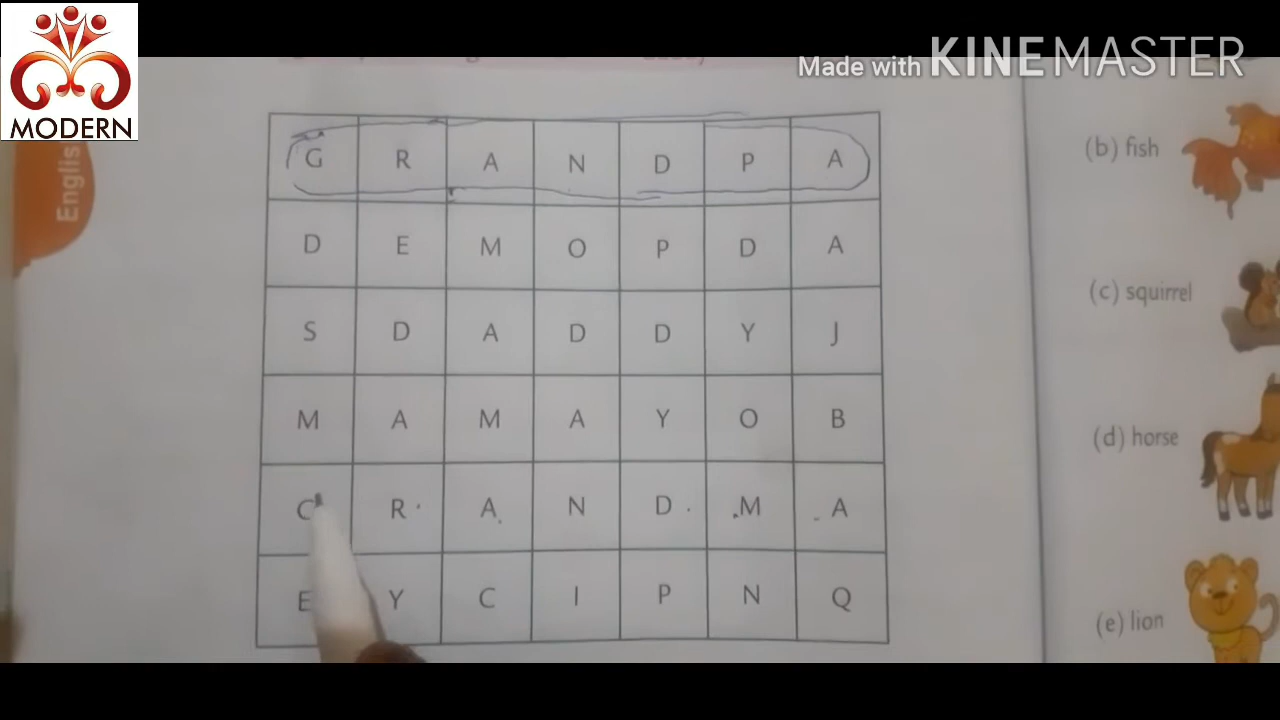 MODERN
Made with KINEMASTER
Englis
G R A N D P A
D E M O P D A
S D A D D Y J
M A M A Y O B
G R A N D M A
E Y C I P N Q
(b) fish
(c) squirrel
(d) horse
(e) lion